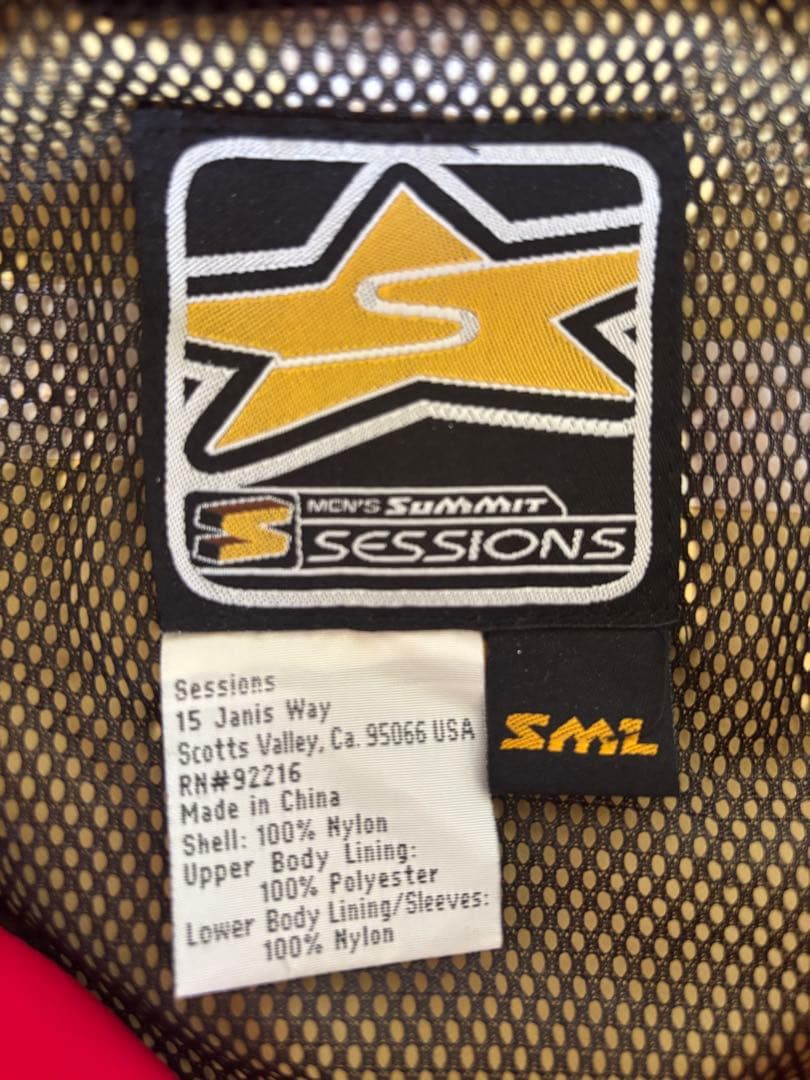 MEN'S SUMMIT
SESSIONS
SML
Sessions
15 Janis Way
Scotts Valley, Ca. 95066 USA
RN#92216
Made in China
Shell: 100% Nylon
Upper Body Lining:
100% Polyester
Lower Body Lining/Sleeves:
100% Nylon